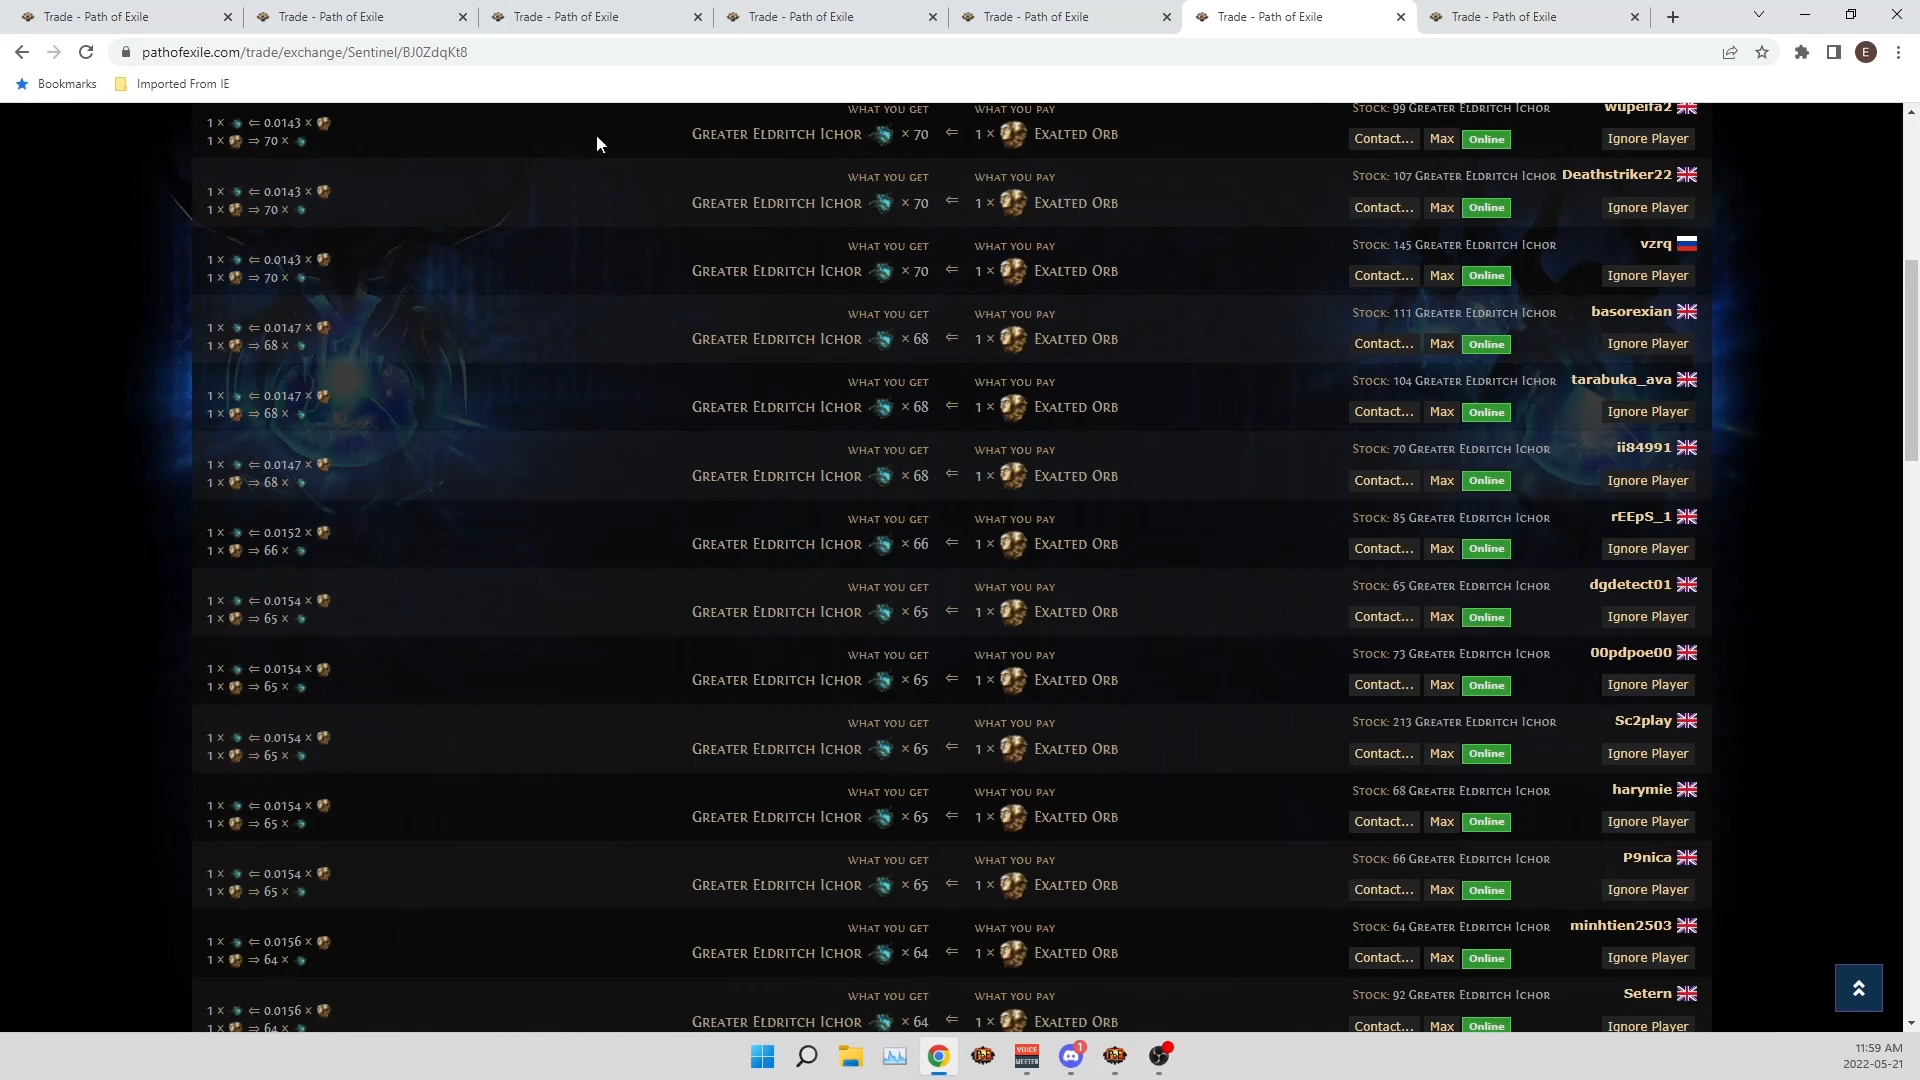 Trade - Path of Exile
Trade - Path of Exile
Trade - Path of Exile
Trade - Path of Exile
Trade - Path of Exile
Trade - Path of Exile
Trade - Path of Exile
pathofexile.com/trade/exchange/Sentinel/BJ0ZdqKt8
E
Bookmarks Imported From IE
WHAT YOU GET WHAT YOU PAY STOCK: 99 GREATER ELDRITCH ICHOR wupeifa2
1 × ⇐ 0.0143 ×
1 × ⇒ 70 ×
GREATER ELDRITCH ICHOR × 70 ⇐ 1 × EXALTED ORB Contact... Max Online Ignore Player
WHAT YOU GET WHAT YOU PAY STOCK: 107 GREATER ELDRITCH ICHOR Deathstriker22
1 × ⇐ 0.0143 ×
1 × ⇒ 70 ×
GREATER ELDRITCH ICHOR × 70 ⇐ 1 × EXALTED ORB Contact... Max Online Ignore Player
WHAT YOU GET WHAT YOU PAY STOCK: 145 GREATER ELDRITCH ICHOR vzrq
1 × ⇐ 0.0143 ×
1 × ⇒ 70 ×
GREATER ELDRITCH ICHOR × 70 ⇐ 1 × EXALTED ORB Contact... Max Online Ignore Player
WHAT YOU GET WHAT YOU PAY STOCK: 111 GREATER ELDRITCH ICHOR basorexian
1 × ⇐ 0.0147 ×
1 × ⇒ 68 ×
GREATER ELDRITCH ICHOR × 68 ⇐ 1 × EXALTED ORB Contact... Max Online Ignore Player
WHAT YOU GET WHAT YOU PAY STOCK: 104 GREATER ELDRITCH ICHOR tarabuka_ava
1 × ⇐ 0.0147 ×
1 × ⇒ 68 ×
GREATER ELDRITCH ICHOR × 68 ⇐ 1 × EXALTED ORB Contact... Max Online Ignore Player
WHAT YOU GET WHAT YOU PAY STOCK: 70 GREATER ELDRITCH ICHOR ii84991
1 × ⇐ 0.0147 ×
1 × ⇒ 68 ×
GREATER ELDRITCH ICHOR × 68 ⇐ 1 × EXALTED ORB Contact... Max Online Ignore Player
WHAT YOU GET WHAT YOU PAY STOCK: 85 GREATER ELDRITCH ICHOR rEEpS_1
1 × ⇐ 0.0152 ×
1 × ⇒ 66 ×
GREATER ELDRITCH ICHOR × 66 ⇐ 1 × EXALTED ORB Contact... Max Online Ignore Player
WHAT YOU GET WHAT YOU PAY STOCK: 65 GREATER ELDRITCH ICHOR dgdetect01
1 × ⇐ 0.0154 ×
1 × ⇒ 65 ×
GREATER ELDRITCH ICHOR × 65 ⇐ 1 × EXALTED ORB Contact... Max Online Ignore Player
WHAT YOU GET WHAT YOU PAY STOCK: 73 GREATER ELDRITCH ICHOR 00pdpoe00
1 × ⇐ 0.0154 ×
1 × ⇒ 65 ×
GREATER ELDRITCH ICHOR × 65 ⇐ 1 × EXALTED ORB Contact... Max Online Ignore Player
WHAT YOU GET WHAT YOU PAY STOCK: 213 GREATER ELDRITCH ICHOR Sc2play
1 × ⇐ 0.0154 ×
1 × ⇒ 65 ×
GREATER ELDRITCH ICHOR × 65 ⇐ 1 × EXALTED ORB Contact... Max Online Ignore Player
WHAT YOU GET WHAT YOU PAY STOCK: 68 GREATER ELDRITCH ICHOR harymie
1 × ⇐ 0.0154 ×
1 × ⇒ 65 ×
GREATER ELDRITCH ICHOR × 65 ⇐ 1 × EXALTED ORB Contact... Max Online Ignore Player
WHAT YOU GET WHAT YOU PAY STOCK: 66 GREATER ELDRITCH ICHOR P9nica
1 × ⇐ 0.0154 ×
1 × ⇒ 65 ×
GREATER ELDRITCH ICHOR × 65 ⇐ 1 × EXALTED ORB Contact... Max Online Ignore Player
WHAT YOU GET WHAT YOU PAY STOCK: 64 GREATER ELDRITCH ICHOR minhtien2503
1 × ⇐ 0.0156 ×
1 × ⇒ 64 ×
GREATER ELDRITCH ICHOR × 64 ⇐ 1 × EXALTED ORB Contact... Max Online Ignore Player
WHAT YOU GET WHAT YOU PAY STOCK: 92 GREATER ELDRITCH ICHOR Setern
1 × ⇐ 0.0156 ×
1 × ⇒ 64 ×
GREATER ELDRITCH ICHOR × 64 ⇐ 1 × EXALTED ORB Contact... Max Online Ignore Player
VOICE
MEETER
1
11:59 AM
2022-05-21